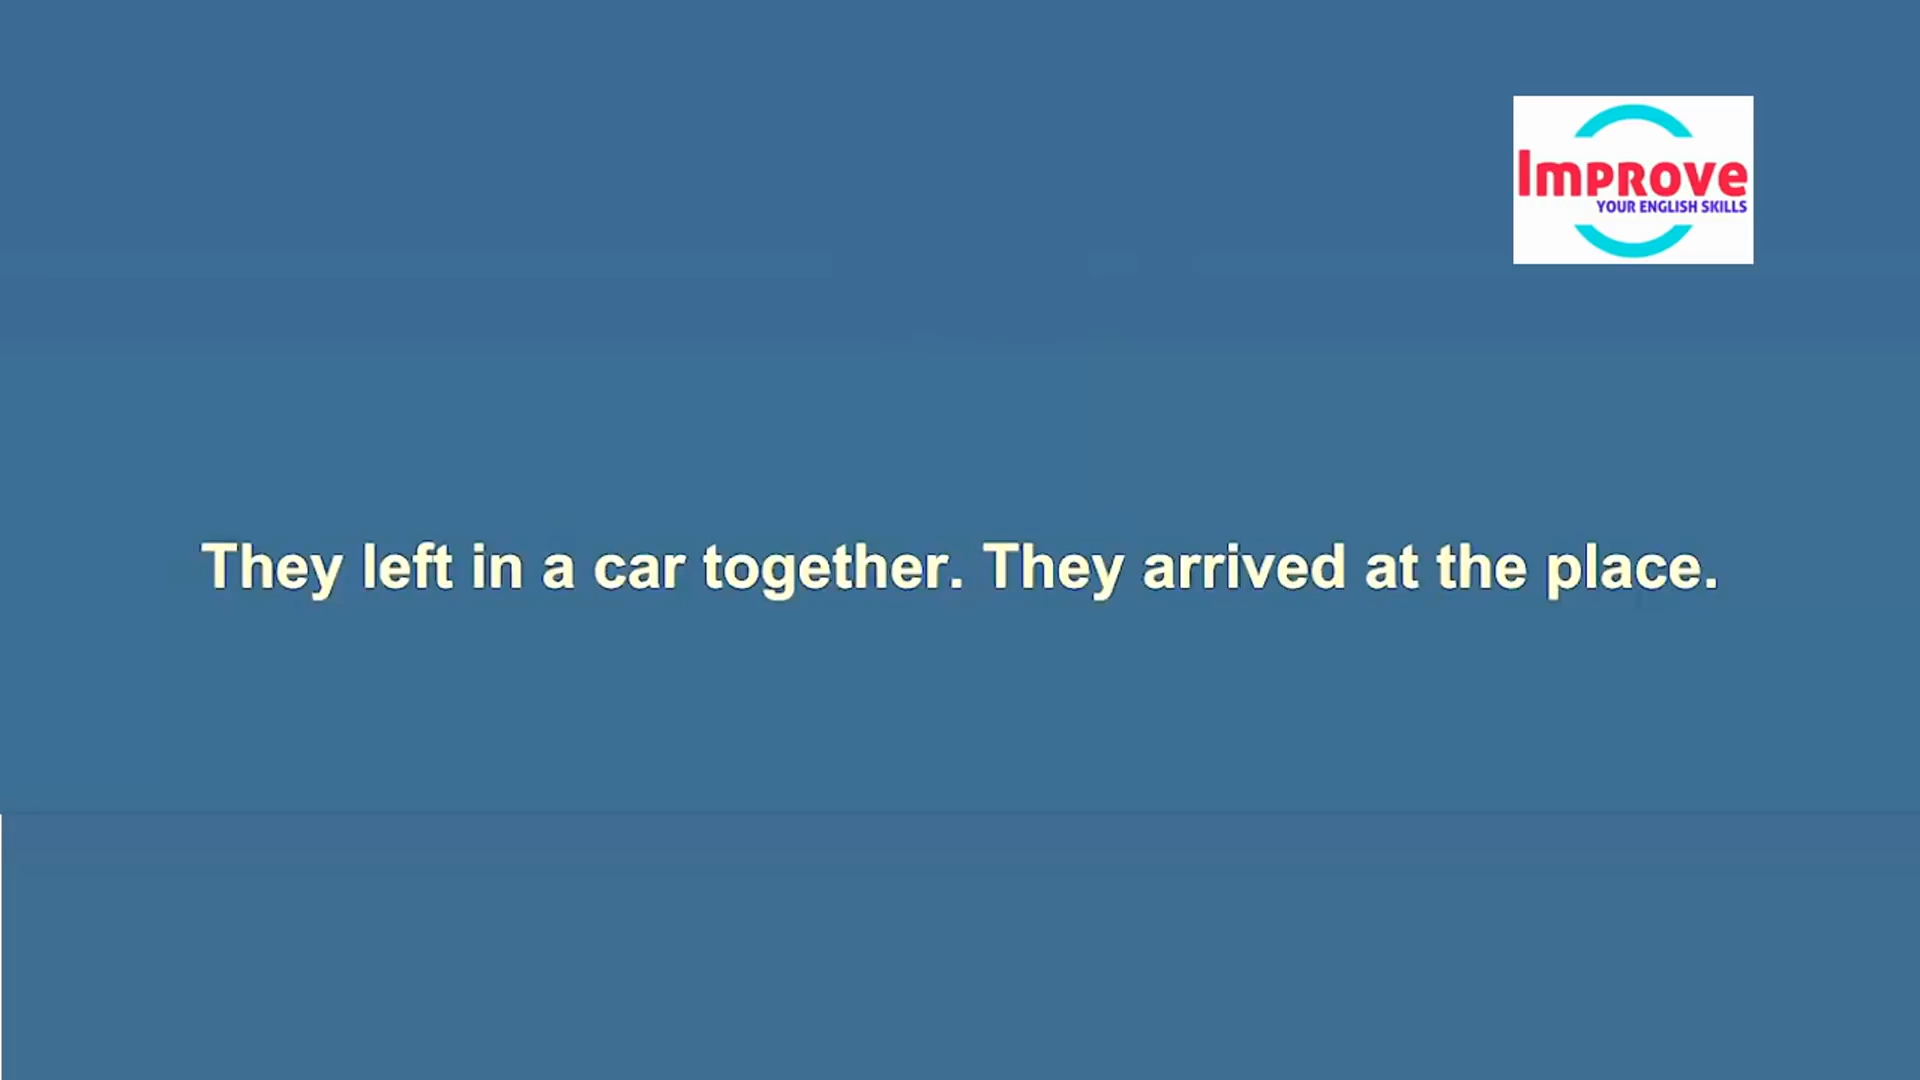 Improve
YOUR ENGLISH SKILLS
They left in a car together. They arrived at the place.